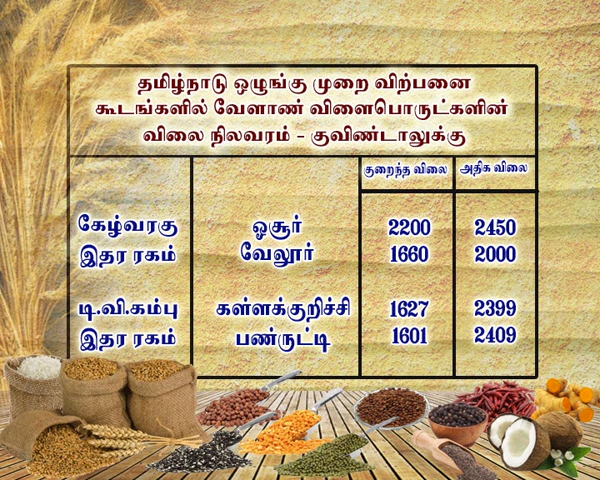 தமிழ்நாடு ஒழுங்கு முறை விற்பனை
கூடங்களில் வேளாண் விளைபொருட்களின்
விலை நிலவரம் - குவிண்டாலுக்கு
குறைந்த விலை அதிக விலை
கேழ்வரகு ஓசூர் 2200 2450
இதர ரகம் வேலூர் 1660 2000
டி.வி.கம்பு கள்ளக்குறிச்சி 1627 2399
இதர ரகம் பண்ருட்டி 1601 2409